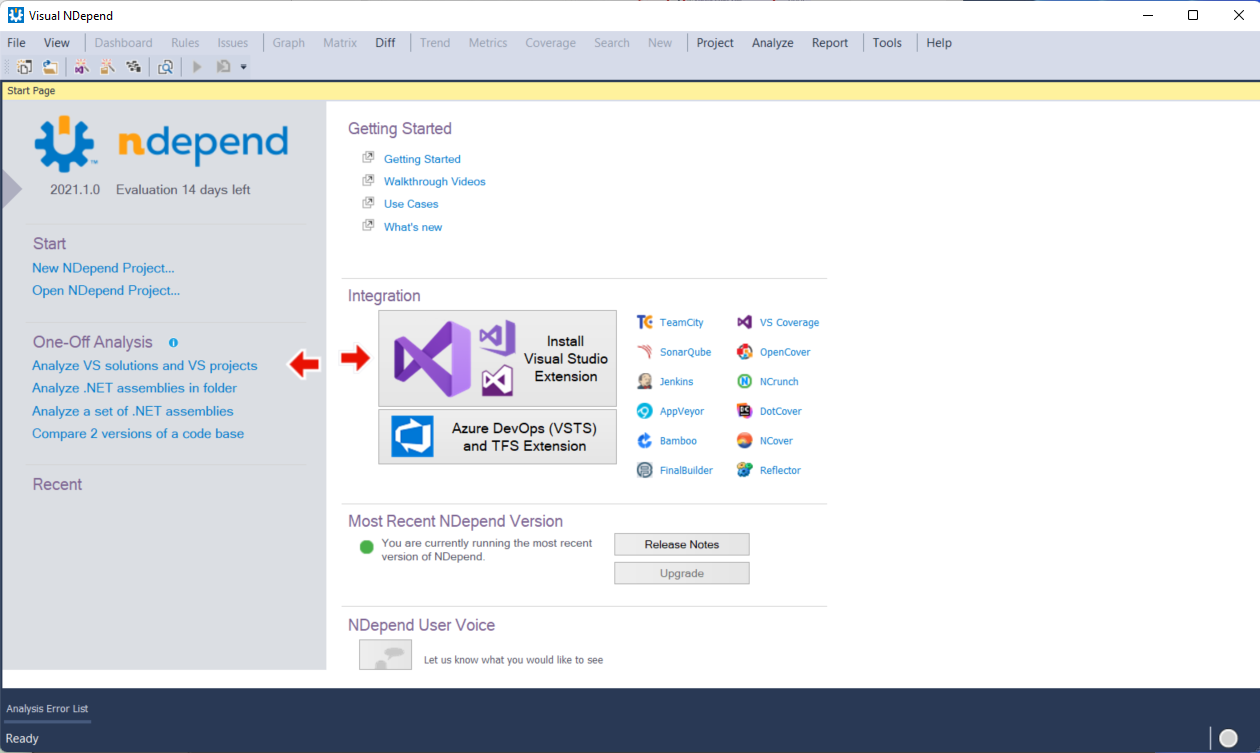 Visual NDepend
File View Dashboard Rules Issues Graph Matrix Diff Trend Metrics Coverage Search New Project Analyze Report Tools Help
Start Page
ndepend™
2021.1.0 Evaluation 14 days left
Start
New NDepend Project...
Open NDepend Project...
One-Off Analysis
Analyze VS solutions and VS projects
Analyze .NET assemblies in folder
Analyze a set of .NET assemblies
Compare 2 versions of a code base
Recent
Getting Started
Getting Started
Walkthrough Videos
Use Cases
What's new
Integration
Install
Visual Studio
Extension
Azure DevOps (VSTS)
and TFS Extension
TeamCity
SonarQube
Jenkins
AppVeyor
Bamboo
FinalBuilder
VS Coverage
OpenCover
NCrunch
DotCover
NCover
Reflector
Most Recent NDepend Version
You are currently running the most recent
version of NDepend.
Release Notes
Upgrade
NDepend User Voice
Let us know what you would like to see
Analysis Error List
Ready